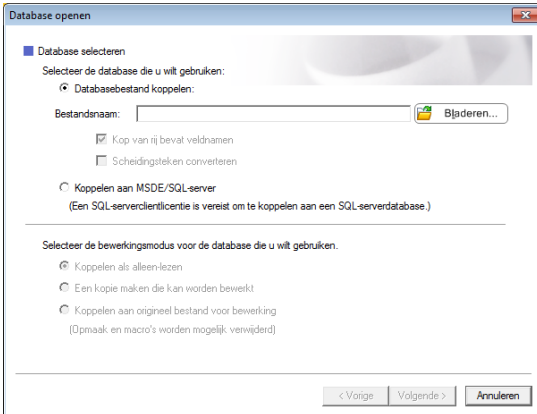 Database openen
Database selecteren
Selecteer de database die u wilt gebruiken:
Databasebestand koppelen:
Bestandsnaam:
Bladeren...
Kop van rij bevat veldnamen
Scheidingsteken converteren
Koppelen aan MSDE/SQL-server
(Een SQL-serverclientlicentie is vereist om te koppelen aan een SQL-serverdatabase.)
Selecteer de bewerkingsmodus voor de database die u wilt gebruiken.
Koppelen als alleen-lezen
Een kopie maken die kan worden bewerkt
Koppelen aan origineel bestand voor bewerking
(Opmaak en macro's worden mogelijk verwijderd)
< Vorige
Volgende >
Annuleren